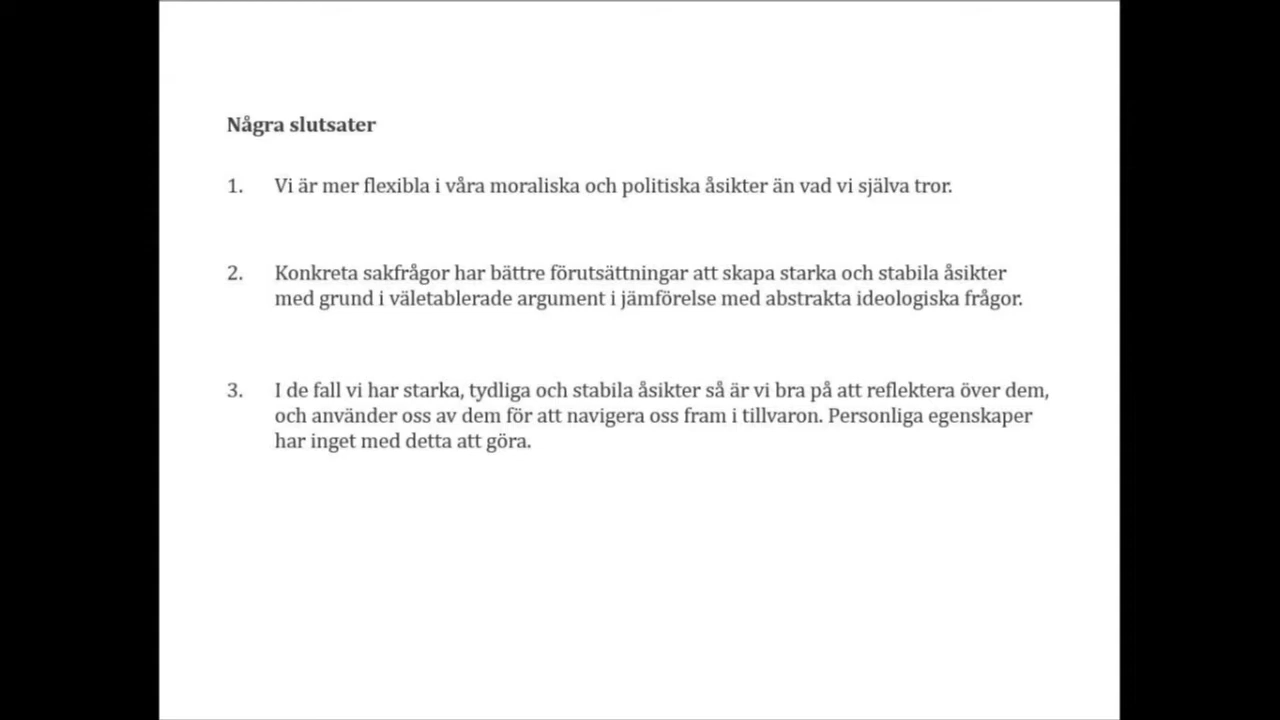 Några slutsater
1. Vi är mer flexibla i våra moraliska och politiska åsikter än vad vi själva tror.
2. Konkreta sakfrågor har bättre förutsättningar att skapa starka och stabila åsikter
med grund i väletablerade argument i jämförelse med abstrakta ideologiska frågor.
3. I de fall vi har starka, tydliga och stabila åsikter så är vi bra på att reflektera över dem,
och använder oss av dem för att navigera oss fram i tillvaron. Personliga egenskaper
har inget med detta att göra.